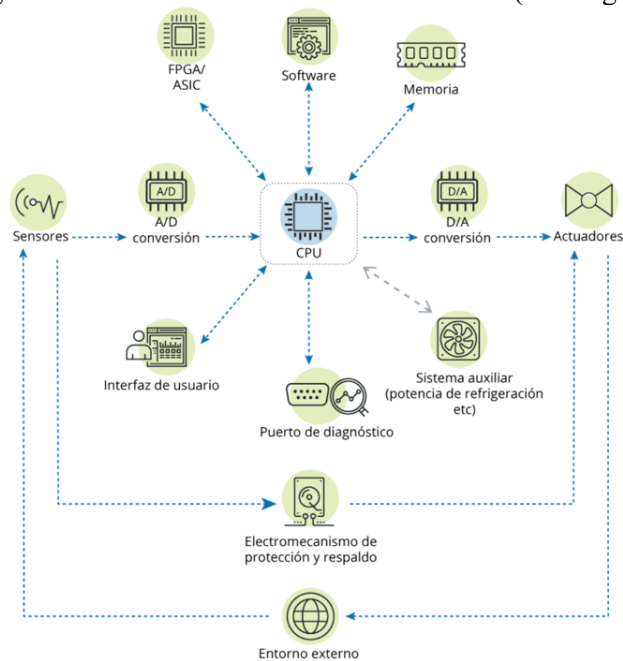 FPGA/
ASIC
Software
Memoria
A/D
D/A
Sensores
A/D
conversión
CPU
D/A
conversión
Actuadores
Interfaz de usuario
Sistema auxiliar
(potencia de refrigeración
etc)
Puerto de diagnóstico
Electromecanismo de
protección y respaldo
Entorno externo